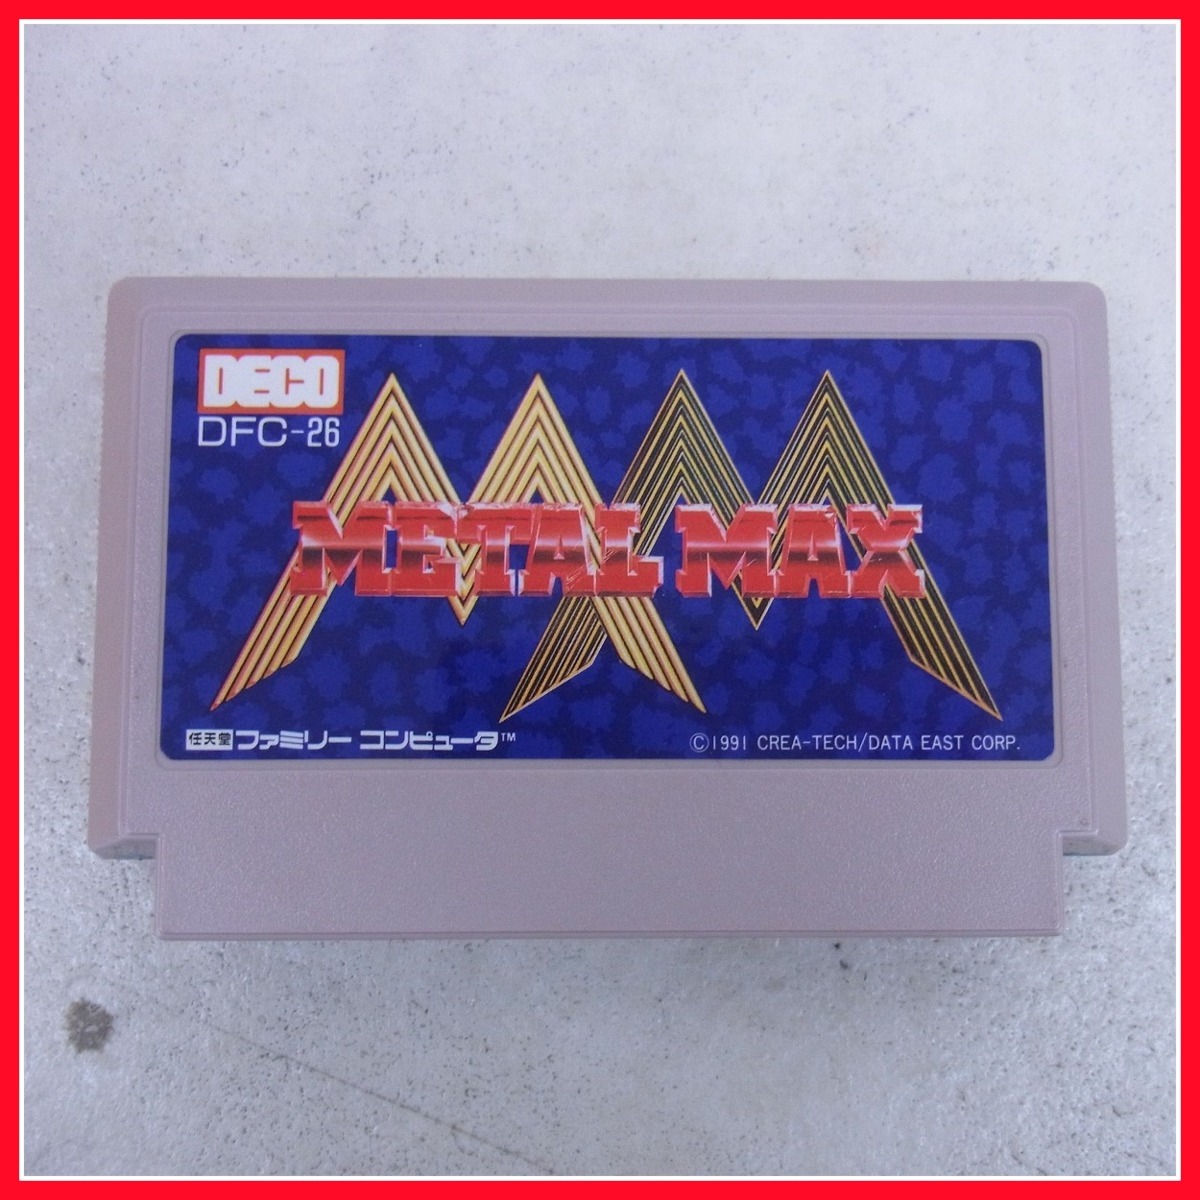 DECO
DFC-26
METAL MAX
任天堂 ファミリー コンピュータ™
©1991 CREA-TECH/DATA EAST CORP.